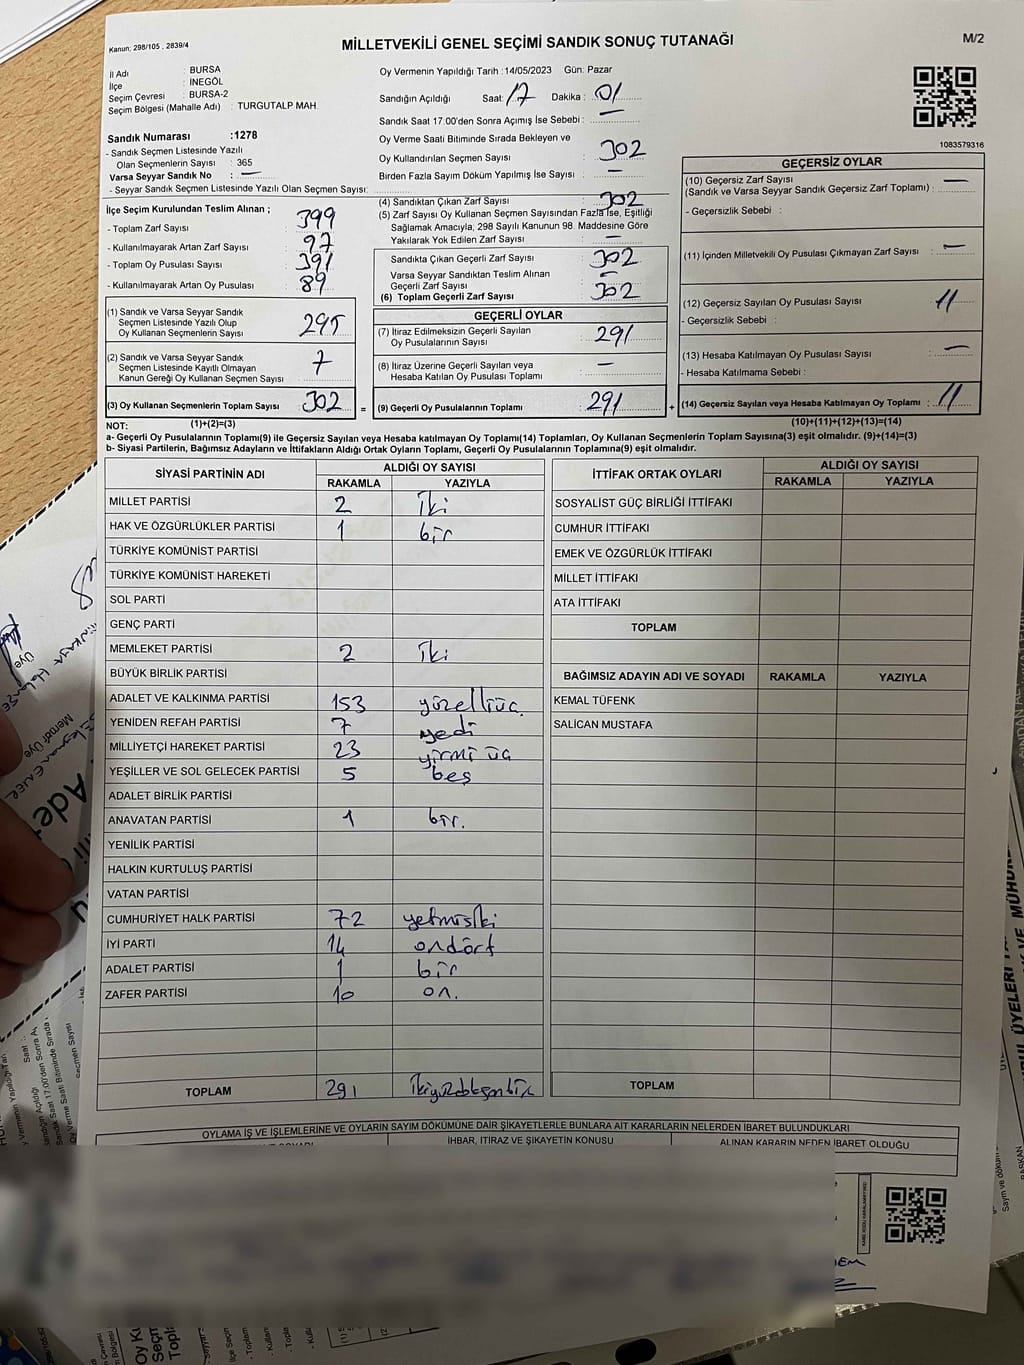 Kanun; 298/105 , 2839/4
MİLLETVEKİLİ GENEL SEÇİMİ SANDIK SONUÇ TUTANAĞI
M/2
İl Adı : BURSA
İlçe : İNEGÖL
Seçim Çevresi : BURSA-2
Seçim Bölgesi (Mahalle Adı) : TURGUTALP MAH.
Sandık Numarası :1278
- Sandık Seçmen Listesinde Yazılı
Olan Seçmenlerin Sayısı : 365
Varsa Seyyar Sandık No : —
- Seyyar Sandık Seçmen Listesinde Yazılı Olan Seçmen Sayısı:
Oy Vermenin Yapıldığı Tarih :14/05/2023 Gün: Pazar
Sandığın Açıldığı Saat: 17 Dakika : 01
Sandık Saat 17:00'den Sonra Açımış İse Sebebi : —
Oy Verme Saati Bitiminde Sırada Bekleyen ve
Oy Kullandırılan Seçmen Sayısı : 302
Birden Fazla Sayım Döküm Yapılmış İse Sayısı : —
1083579316
İlçe Seçim Kurulundan Teslim Alınan ;
- Toplam Zarf Sayısı : 399
- Kullanılmayarak Artan Zarf Sayısı : 97
- Toplam Oy Pusulası Sayısı : 391
- Kullanılmayarak Artan Oy Pusulası : 89
(1) Sandık ve Varsa Seyyar Sandık
Seçmen Listesinde Yazılı Olup
Oy Kullanan Seçmenlerin Sayısı : 295
(2) Sandık ve Varsa Seyyar Sandık
Seçmen Listesinde Kayıtlı Olmayan
Kanun Gereği Oy Kullanan Seçmen Sayısı : 7
(3) Oy Kullanan Seçmenlerin Toplam Sayısı : 302 =
(4) Sandıktan Çıkan Zarf Sayısı : 302
(5) Zarf Sayısı Oy Kullanan Seçmen Sayısından Fazla İse, Eşitliği
Sağlamak Amacıyla, 298 Sayılı Kanunun 98. Maddesine Göre
Yakılarak Yok Edilen Zarf Sayısı : —
Sandıkta Çıkan Geçerli Zarf Sayısı : 302
Varsa Seyyar Sandıktan Teslim Alınan
Geçerli Zarf Sayısı : —
(6) Toplam Geçerli Zarf Sayısı : 302
GEÇERLİ OYLAR
(7) İtiraz Edilmeksizin Geçerli Sayılan
Oy Pusulalarının Sayısı : 291
(8) İtiraz Üzerine Geçerli Sayılan veya
Hesaba Katılan Oy Pusulası Toplamı : —
(9) Geçerli Oy Pusulalarının Toplamı : 291 +
GEÇERSİZ OYLAR
(10) Geçersiz Zarf Sayısı
(Sandık ve Varsa Seyyar Sandık Geçersiz Zarf Toplamı) : —
- Geçersizlik Sebebi :
(11) İçinden Milletvekili Oy Pusulası Çıkmayan Zarf Sayısı : —
(12) Geçersiz Sayılan Oy Pusulası Sayısı : 11
- Geçersizlik Sebebi :
(13) Hesaba Katılmayan Oy Pusulası Sayısı : —
- Hesaba Katılmama Sebebi :
(14) Geçersiz Sayılan veya Hesaba Katılmayan Oy Toplamı : 11
NOT: (1)+(2)=(3) (10)+(11)+(12)+(13)=(14)
a- Geçerli Oy Pusulalarının Toplamı(9) ile Geçersiz Sayılan veya Hesaba katılmayan Oy Toplamı(14) Toplamları, Oy Kullanan Seçmenlerin Toplam Sayısına(3) eşit olmalıdır. (9)+(14)=(3)
b- Siyasi Partilerin, Bağımsız Adayların ve İttifakların Aldığı Ortak Oyların Toplamı, Geçerli Oy Pusulalarının Toplamına(9) eşit olmalıdır.
SİYASİ PARTİNİN ADI ALDIĞI OY SAYISI
RAKAMLA YAZIYLA
MİLLET PARTİSİ 2 İki
HAK VE ÖZGÜRLÜKLER PARTİSİ 1 bir
TÜRKİYE KOMÜNİST PARTİSİ
TÜRKİYE KOMÜNİST HAREKETİ
SOL PARTİ
GENÇ PARTİ
MEMLEKET PARTİSİ 2 İki
BÜYÜK BİRLİK PARTİSİ
ADALET VE KALKINMA PARTİSİ 153 yüzelliüç
YENİDEN REFAH PARTİSİ 7 yedi
MİLLİYETÇİ HAREKET PARTİSİ 23 yirmi üç
YEŞİLLER VE SOL GELECEK PARTİSİ 5 beş
ADALET BİRLİK PARTİSİ
ANAVATAN PARTİSİ 1 bir.
YENİLİK PARTİSİ
HALKIN KURTULUŞ PARTİSİ
VATAN PARTİSİ
CUMHURİYET HALK PARTİSİ 72 yetmişiki
İYİ PARTİ 14 ondört
ADALET PARTİSİ 1 bir
ZAFER PARTİSİ 10 on.
TOPLAM 291
İTTİFAK ORTAK OYLARI ALDIĞI OY SAYISI
RAKAMLA YAZIYLA
SOSYALİST GÜÇ BİRLİĞİ İTTİFAKI
CUMHUR İTTİFAKI
EMEK VE ÖZGÜRLÜK İTTİFAKI
MİLLET İTTİFAKI
ATA İTTİFAKI
TOPLAM
BAĞIMSIZ ADAYIN ADI VE SOYADI RAKAMLA YAZIYLA
KEMAL TÜFENK
SALİCAN MUSTAFA
TOPLAM
OYLAMA İŞ VE İŞLEMLERİNE VE OYLARIN SAYIM DÖKÜMÜNE DAİR ŞİKAYETLERLE BUNLARA AİT KARARLARIN NELERDEN İBARET BULUNDUKLARI
İHBAR, İTİRAZ VE ŞİKAYETİN KONUSU ALINAN KARARIN NEDEN İBARET OLDUĞU